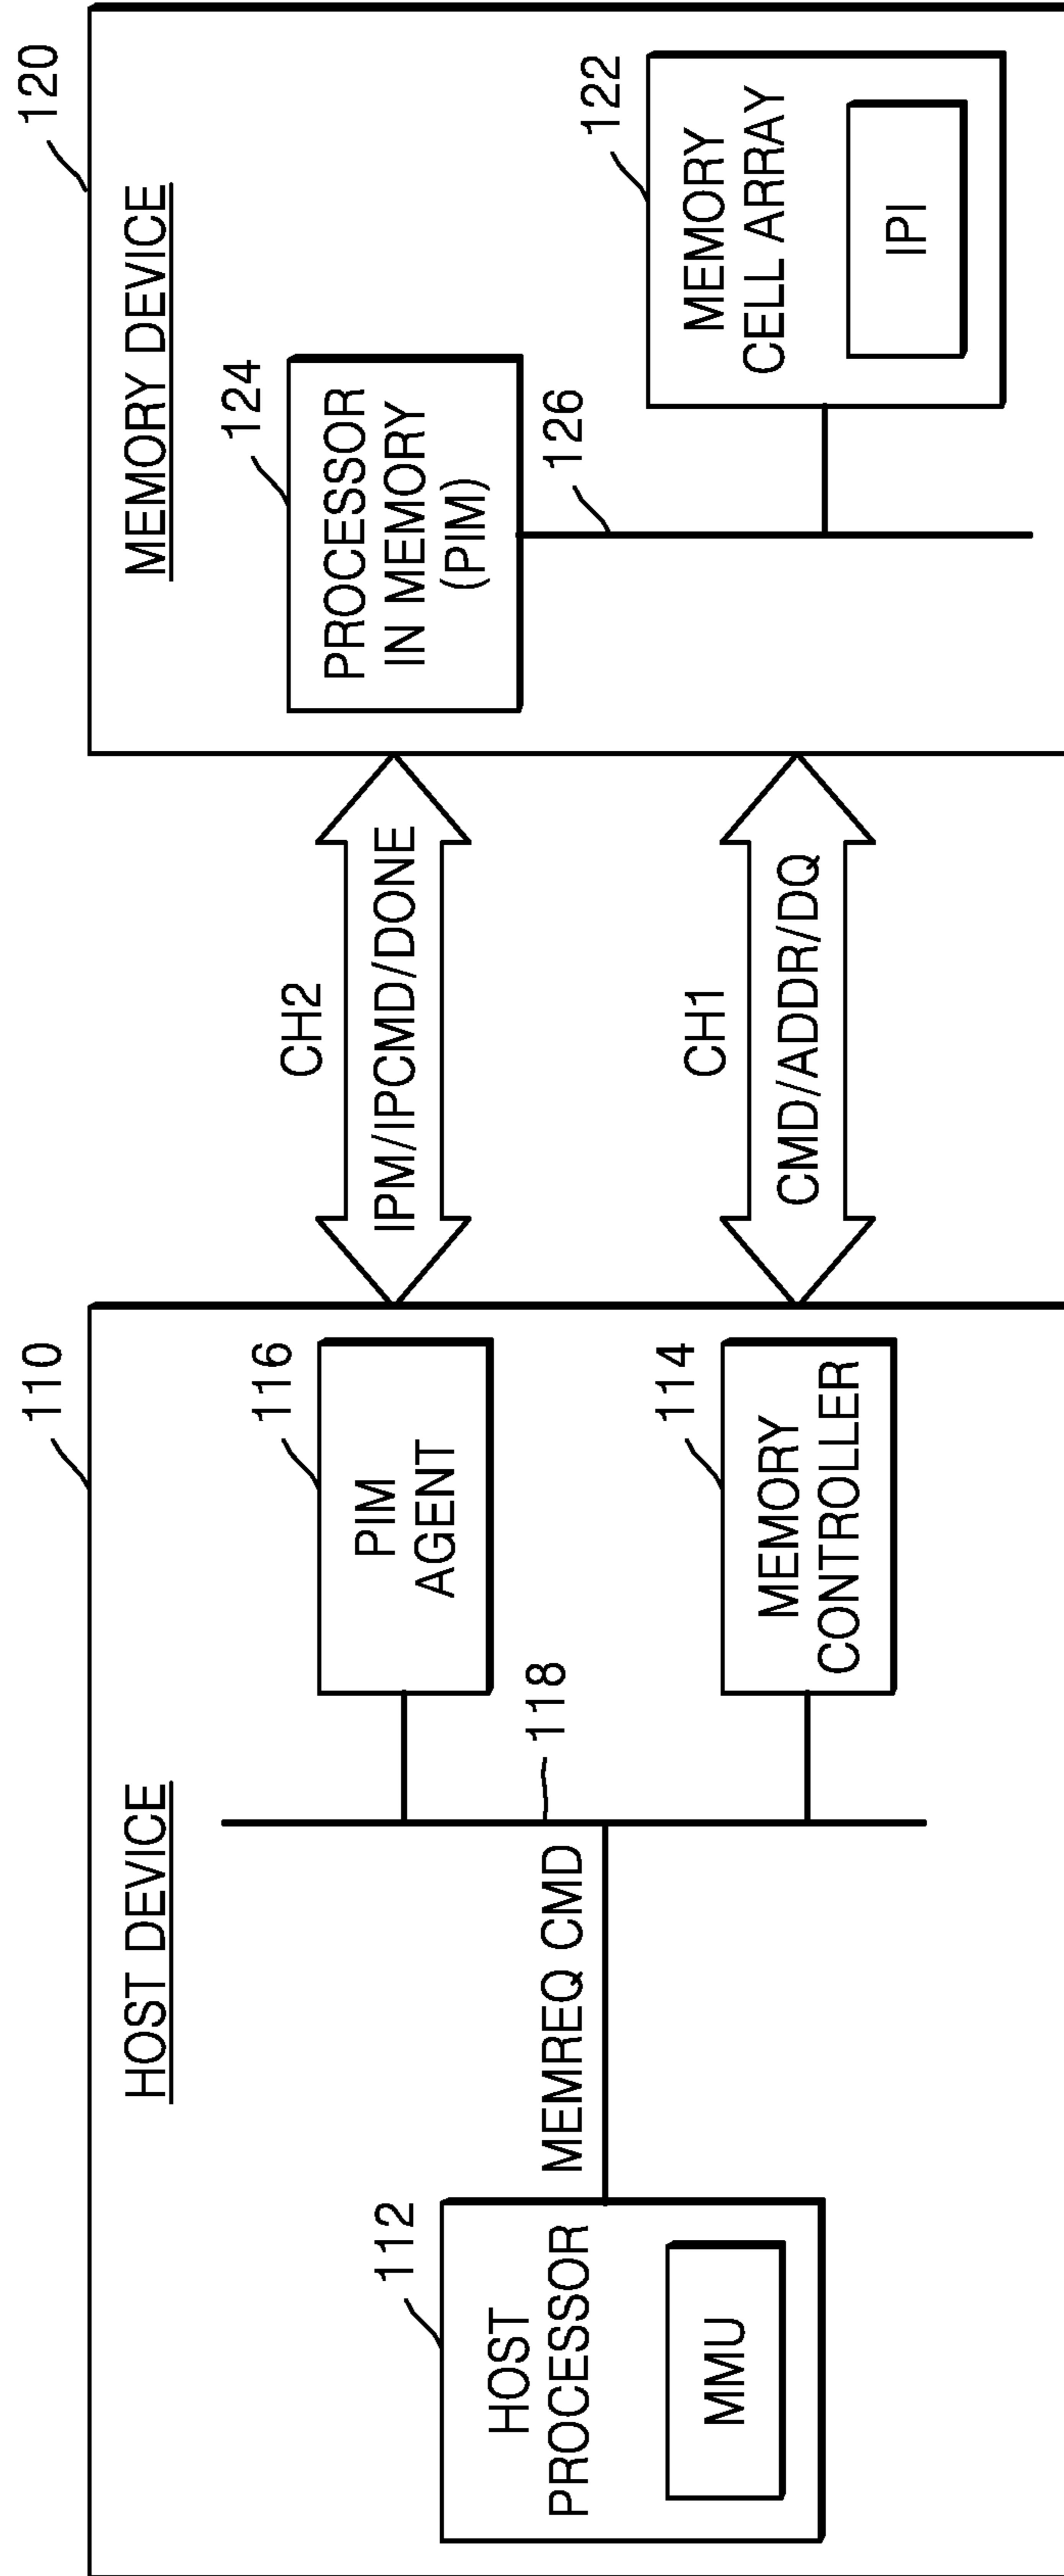 110
HOST DEVICE
112
HOST
PROCESSOR
MMU
MEMREQ CMD
118
116
PIM
AGENT
114
MEMORY
CONTROLLER
CH2
IPM/IPCMD/DONE
CH1
CMD/ADDR/DQ
120
MEMORY DEVICE
124
PROCESSOR
IN MEMORY
(PIM)
126
122
MEMORY
CELL ARRAY
IPI